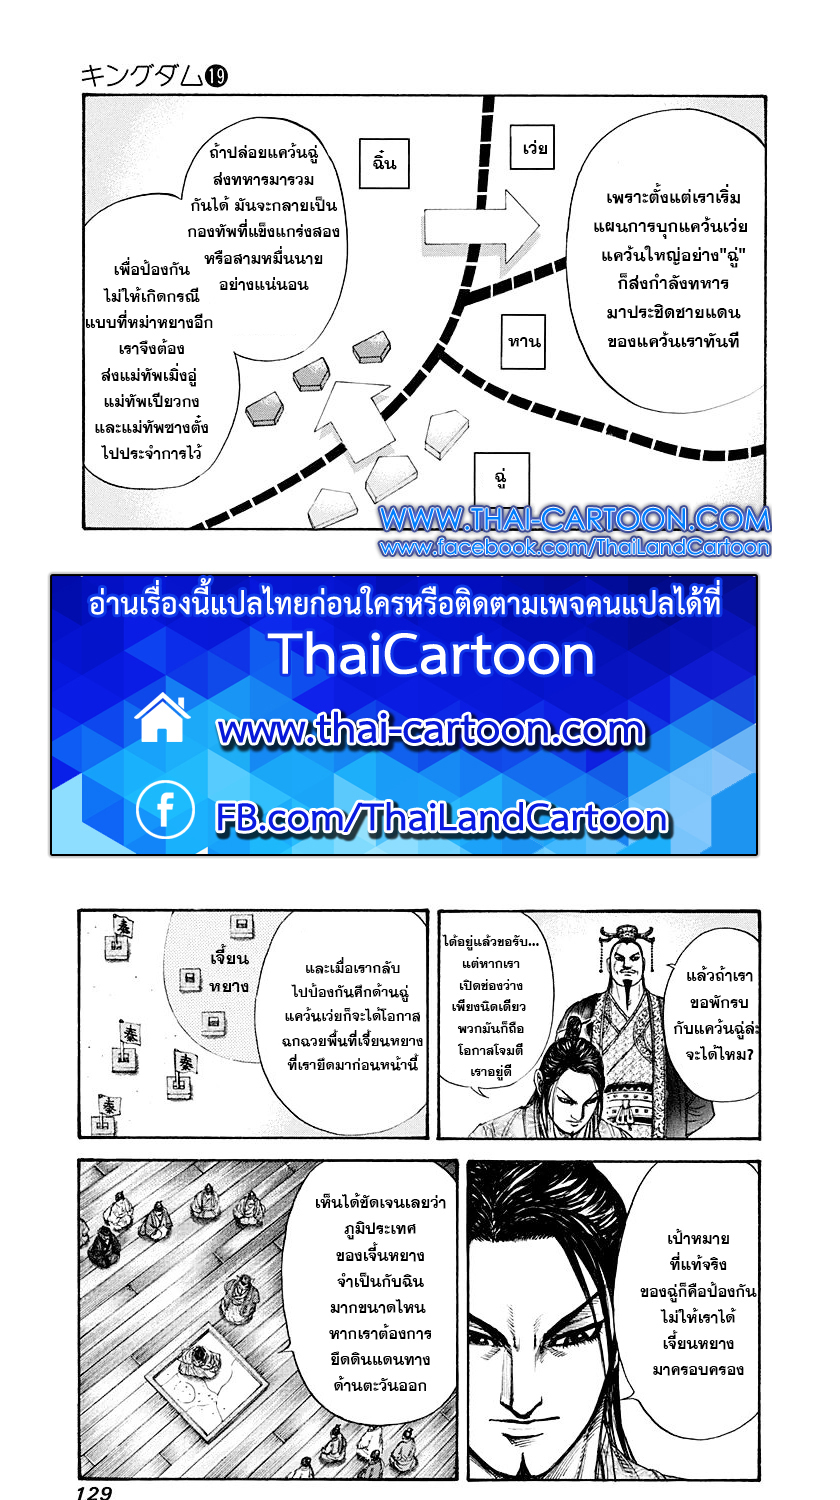 キングダム19
เพราะตั้งแต่เราเริ่ม
แผนการบุกแคว้นเว่ย
แคว้นใหญ่อย่าง"ฉู่"
ก็ส่งกำลังทหาร
มาประชิดชายแดน
ของแคว้นเราทันที
เว่ย
ฉิ๋น
หาน
ฉู่
ถ้าปล่อยแคว้นฉู่
ส่งทหารมารวม
กันได้ มันจะกลายเป็น
กองทัพที่แข็งแกร่งสอง
หรือสามหมื่นนาย
อย่างแน่นอน
เพื่อป้องกัน
ไม่ให้เกิดกรณี
แบบที่หม่าหยางอีก
เราจึงต้อง
ส่งแม่ทัพเมิ่งอู่
แม่ทัพเปียวกง
และแม่ทัพซางตั๋ง
ไปประจำการไว้
WWW.THAI-CARTOON.COM
www.facebook.com/ThaiLandCartoon
อ่านเรื่องนี้แปลไทยก่อนใครหรือติดตามเพจคนแปลได้ที่
ThaiCartoon
www.thai-cartoon.com
FB.com/ThaiLandCartoon
แล้วถ้าเรา
ขอพักรบ
กับแคว้นฉู่ล่ะ
จะได้ไหม?
ได้อยู่แล้วขอรับ...
แต่หากเรา
เปิดช่องว่าง
เพียงนิดเดียว
พวกมันก็ถือ
โอกาสโจมตี
เราอยู่ดี
และเมื่อเรากลับ
ไปป้องกันศึกด้านฉู่
แคว้นเว่ยก็จะได้โอกาส
ฉกฉวยพื้นที่เจี้ยนหยาง
ที่เรายึดมาก่อนหน้านี้
เจี้ยน
หยาง
秦
秦
秦
秦
เป้าหมาย
ที่แท้จริง
ของฉู่ก็คือป้องกัน
ไม่ให้เราได้
เจี้ยนหยาง
มาครอบครอง
เห็นได้ชัดเจนเลยว่า
ภูมิประเทศ
ของเจี้นหยาง
จำเป็นกับฉิน
มากขนาดไหน
หากเราต้องการ
ยึดดินแดนทาง
ด้านตะวันออก
129